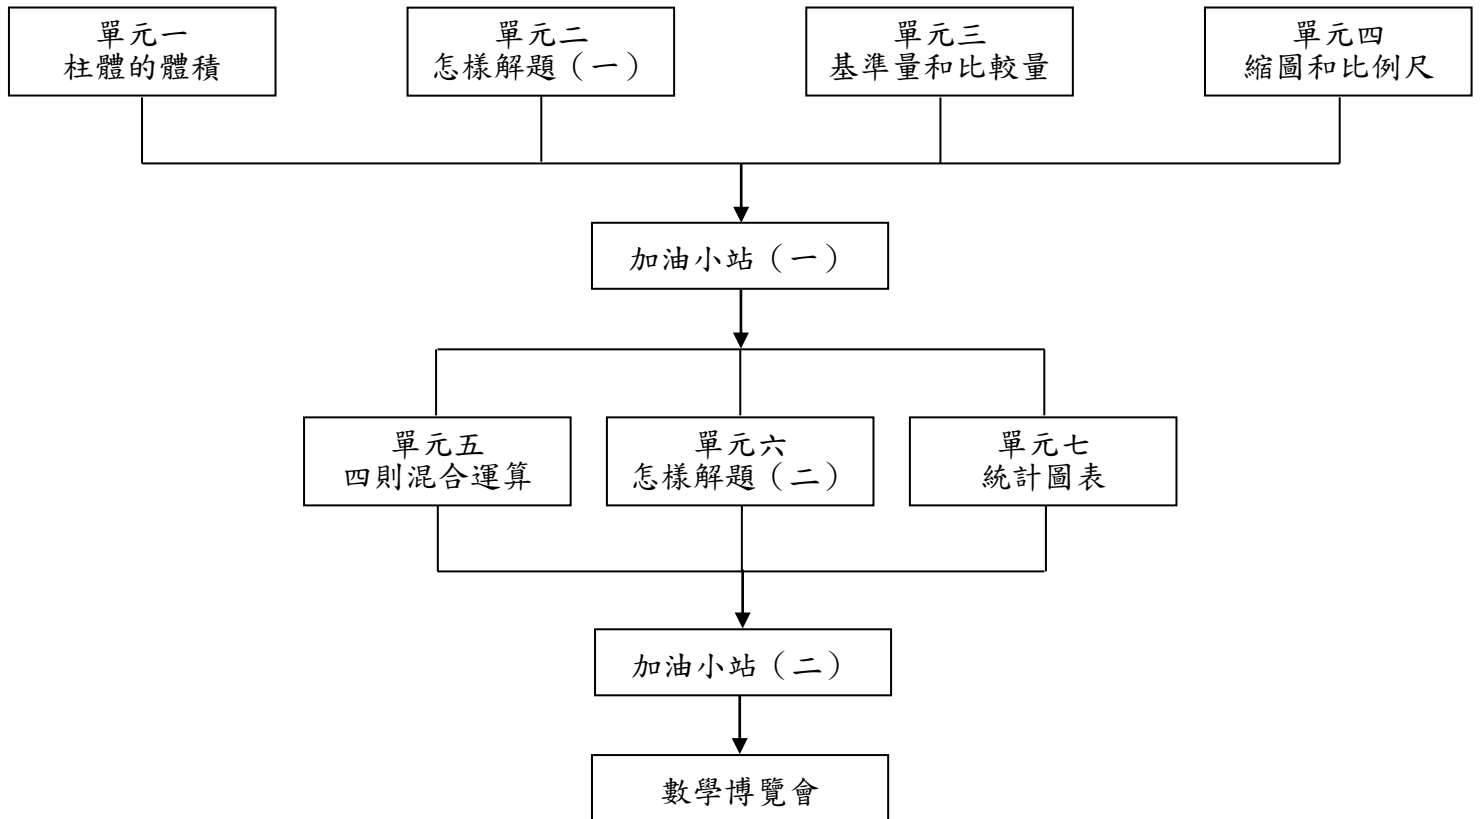 單元一
柱體的體積
單元二
怎樣解題（一）
單元三
基準量和比較量
單元四
縮圖和比例尺
加油小站（一）
單元五
四則混合運算
單元六
怎樣解題（二）
單元七
統計圖表
加油小站（二）
數學博覽會